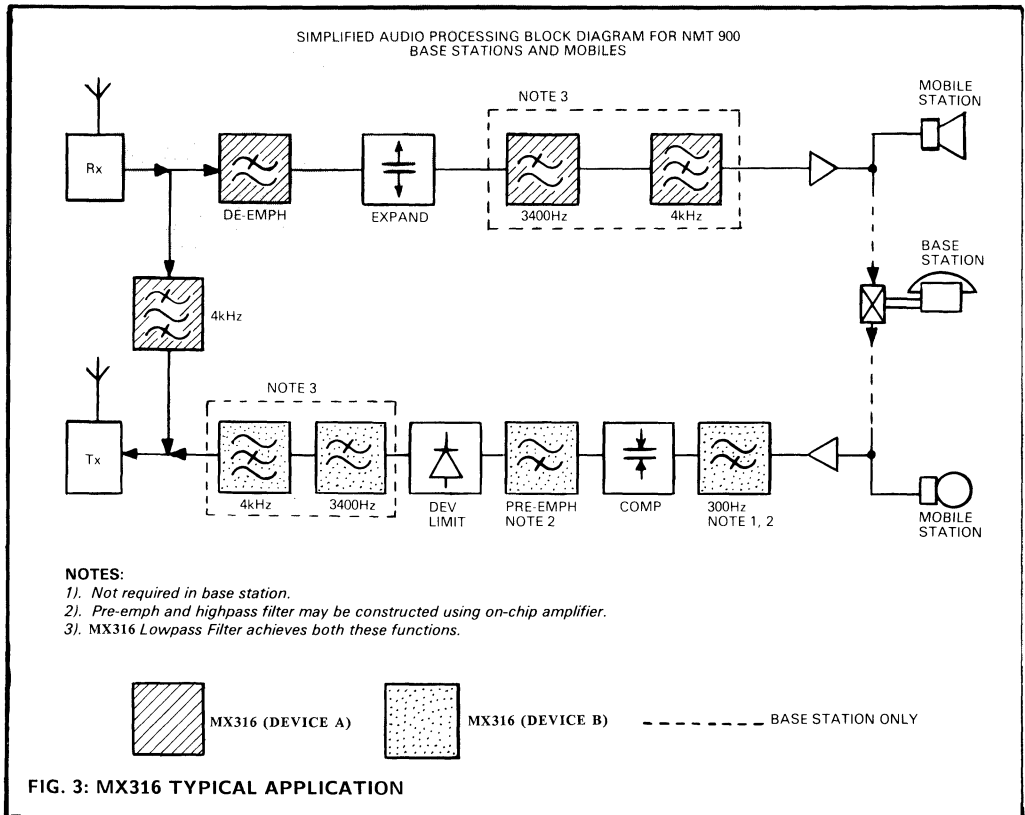 SIMPLIFIED AUDIO PROCESSING BLOCK DIAGRAM FOR NMT 900
BASE STATIONS AND MOBILES
NOTE 3
MOBILE
STATION
Rx
DE-EMPH
EXPAND
3400Hz
4kHz
BASE
STATION
4kHz
NOTE 3
Tx
4kHz
3400Hz
DEV
LIMIT
PRE-EMPH
NOTE 2
COMP
300Hz
NOTE 1, 2
MOBILE
STATION
NOTES:
1). Not required in base station.
2). Pre-emph and highpass filter may be constructed using on-chip amplifier.
3). MX316 Lowpass Filter achieves both these functions.
MX316 (DEVICE A)
MX316 (DEVICE B)
BASE STATION ONLY
FIG. 3: MX316 TYPICAL APPLICATION